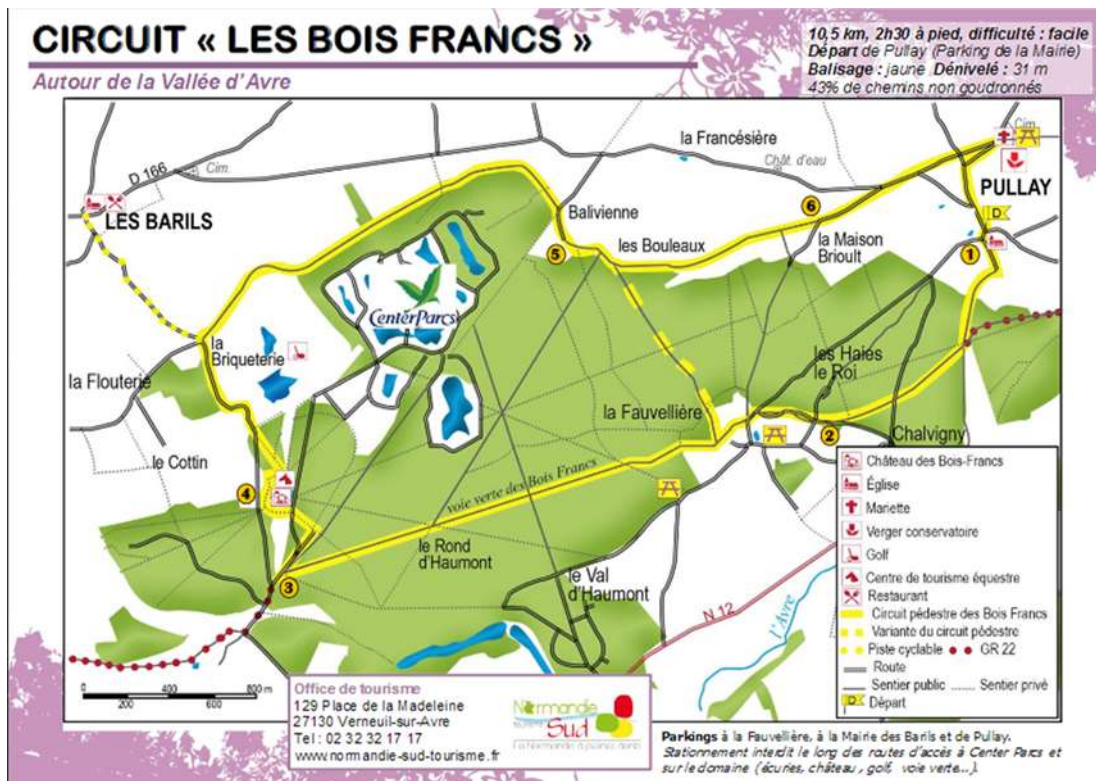 CIRCUIT « LES BOIS FRANCS »
Autour de la Vallée d'Avre
10,5 km, 2h30 à pied, difficulté : facile
Départ de Pullay (Parking de la Mairie)
Balisage : jaune Dénivelé : 31 m
43% de chemins non goudronnés
la Francésière
Cim.
Chât. d'eau
D 166
Cim.
PULLAY
LES BARILS
Balivienne
6
D
les Bouleaux
la Maison
Brioult
5
1
CenterParcs
la
Briqueterie
les Haies
le Roi
la Flouterie
la Fauvellière
2
Chalvigny
le Cottin
4
voie verte des Bois Francs
le Rond
d'Haumont
3
le Val
d'Haumont
N 12
l'Avre
Château des Bois-Francs
Église
Mariette
Verger conservatoire
Golf
Centre de tourisme équestre
Restaurant
Circuit pédestre des Bois Francs
Variante du circuit pédestre
Piste cyclable GR 22
Route
Sentier public Sentier privé
D Départ
0 400 800 m
200 600
Office de tourisme
129 Place de la Madeleine
27130 Verneuil-sur-Avre
Tel : 02 32 32 17 17
www.normandie-sud-tourisme.fr
Normandie
Sud
La Normandie à pleines dents
Parkings à la Fauvellière, à la Mairie des Barils et de Pullay.
Stationnement interdit le long des routes d'accès à Center Parcs et
sur le domaine (écuries, château, golf, voie verte...).